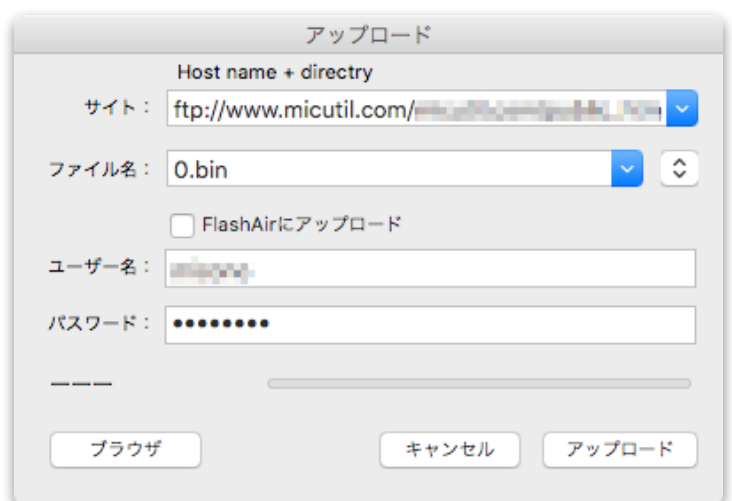 アップロード
Host name + directry
サイト： ftp://www.micutil.com/
ファイル名： 0.bin
FlashAirにアップロード
ユーザー名：
パスワード： ••••••••
———
ブラウザ キャンセル アップロード